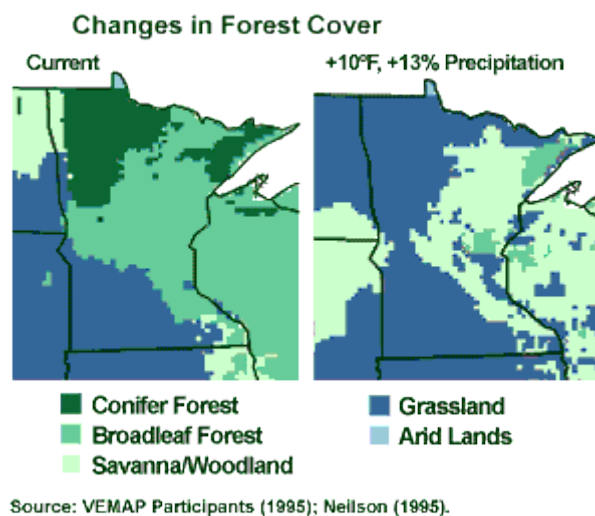 Changes in Forest Cover
Current
+10ºF, +13% Precipitation
Conifer Forest
Broadleaf Forest
Savanna/Woodland
Grassland
Arid Lands
Source: VEMAP Participants (1995); Neilson (1995).